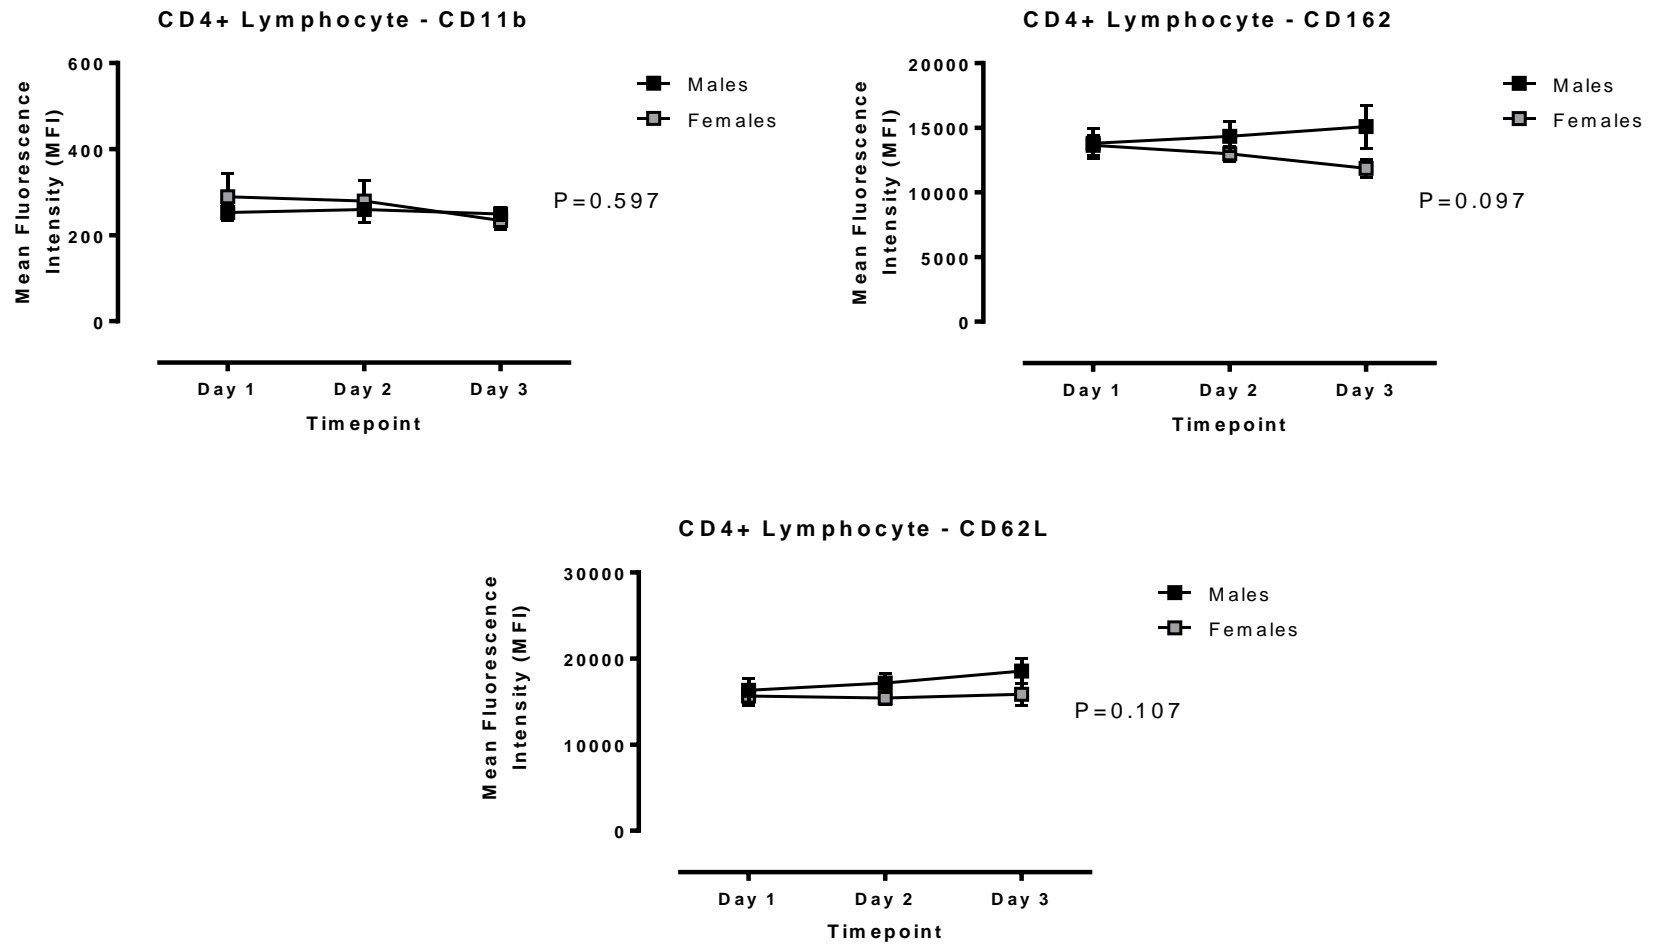 CD4+ Lymphocyte - CD11b
600
400
200
0
Mean Fluorescence
Intensity (MFI)
Males
Females
P=0.597
Day 1 Day 2 Day 3
Timepoint
CD4+ Lymphocyte - CD162
20000
15000
10000
5000
0
Mean Fluorescence
Intensity (MFI)
Males
Females
P=0.097
Day 1 Day 2 Day 3
Timepoint
CD4+ Lymphocyte - CD62L
30000
20000
10000
0
Mean Fluorescence
Intensity (MFI)
Males
Females
P=0.107
Day 1 Day 2 Day 3
Timepoint